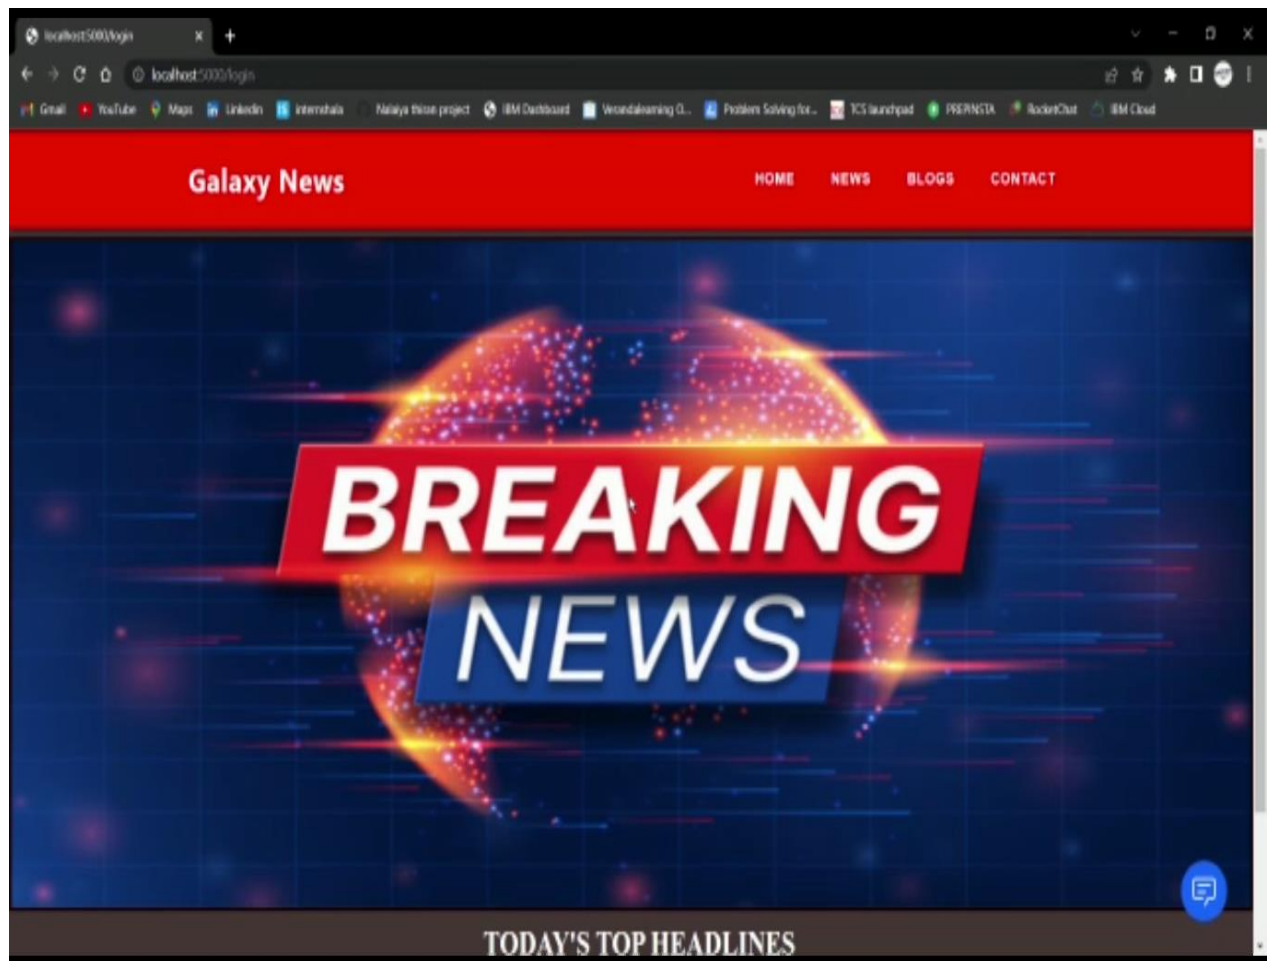 localhost:5000/login
localhost:5000/login
Gmail YouTube Maps Linkedin internshala Nalaiya thiran project IBM Dashboard Verandalearning O... Problem Solving for... TCS launchpad PREPINSTA RocketChat IBM Cloud
Galaxy News HOME NEWS BLOGS CONTACT
BREAKING
NEWS
TODAY'S TOP HEADLINES